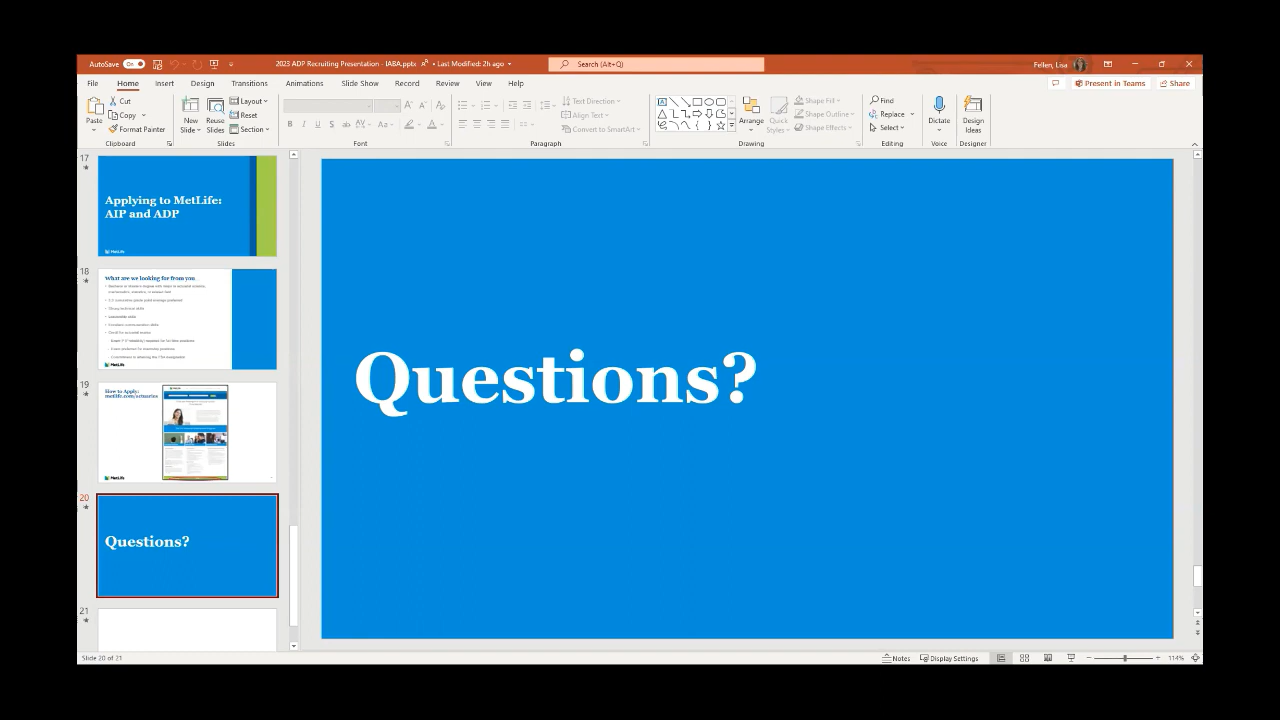 AutoSave On
2023 ADP Recruiting Presentation - IABA.pptx • Last Modified: 2h ago
Search (Alt+Q)
Fellen, Lisa
File Home Insert Design Transitions Animations Slide Show Record Review View Help
Present in Teams Share
Paste
Cut
Copy
Format Painter
Clipboard
New Slide
Reuse Slides
Layout
Reset
Section
Slides
Font
Text Direction
Align Text
Convert to SmartArt
Paragraph
Arrange
Quick Styles
Shape Fill
Shape Outline
Shape Effects
Drawing
Find
Replace
Select
Editing
Dictate
Voice
Design Ideas
Designer
17
Applying to MetLife:
AIP and ADP
MetLife
18
What are we looking for from you
MetLife
19
How to Apply:
metlife.com/actuaries
MetLife
20
Questions?
21
Questions?
Slide 20 of 21
Notes Display Settings 114%